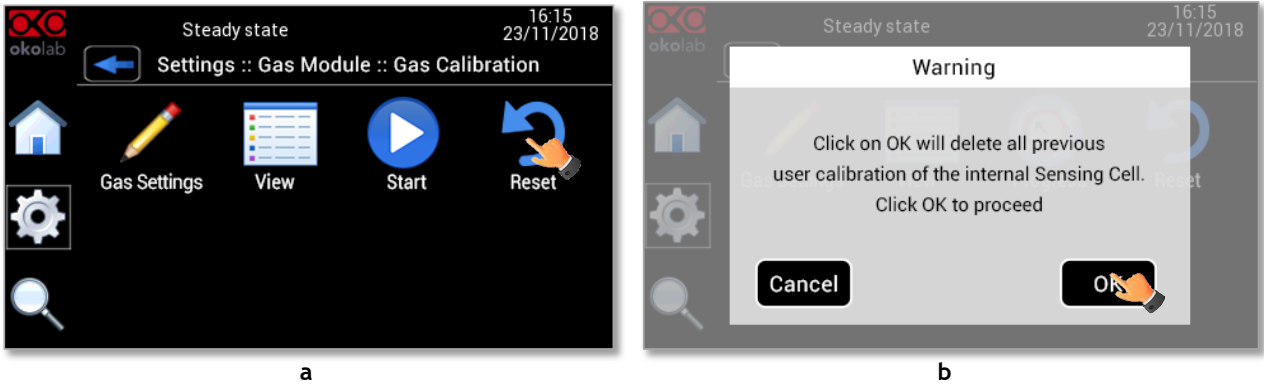 16:15
Steady state
23/11/2018
okolab
Settings :: Gas Module :: Gas Calibration
Gas Settings
View
Start
Reset
a
16:15
Steady state
23/11/2018
okolab
Warning
Click on OK will delete all previous
user calibration of the internal Sensing Cell.
Click OK to proceed
Reset
Cancel
OK
b